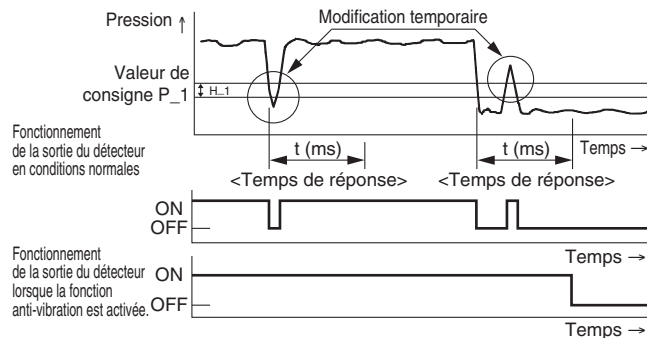 Pression ↑
Modification temporaire
Valeur de
consigne P_1
H_1
Fonctionnement
de la sortie du détecteur
en conditions normales
t (ms)
t (ms)
Temps →
<Temps de réponse>
<Temps de réponse>
ON
OFF
Temps →
Fonctionnement
de la sortie du détecteur
lorsque la fonction
anti-vibration est activée.
ON
OFF
Temps →